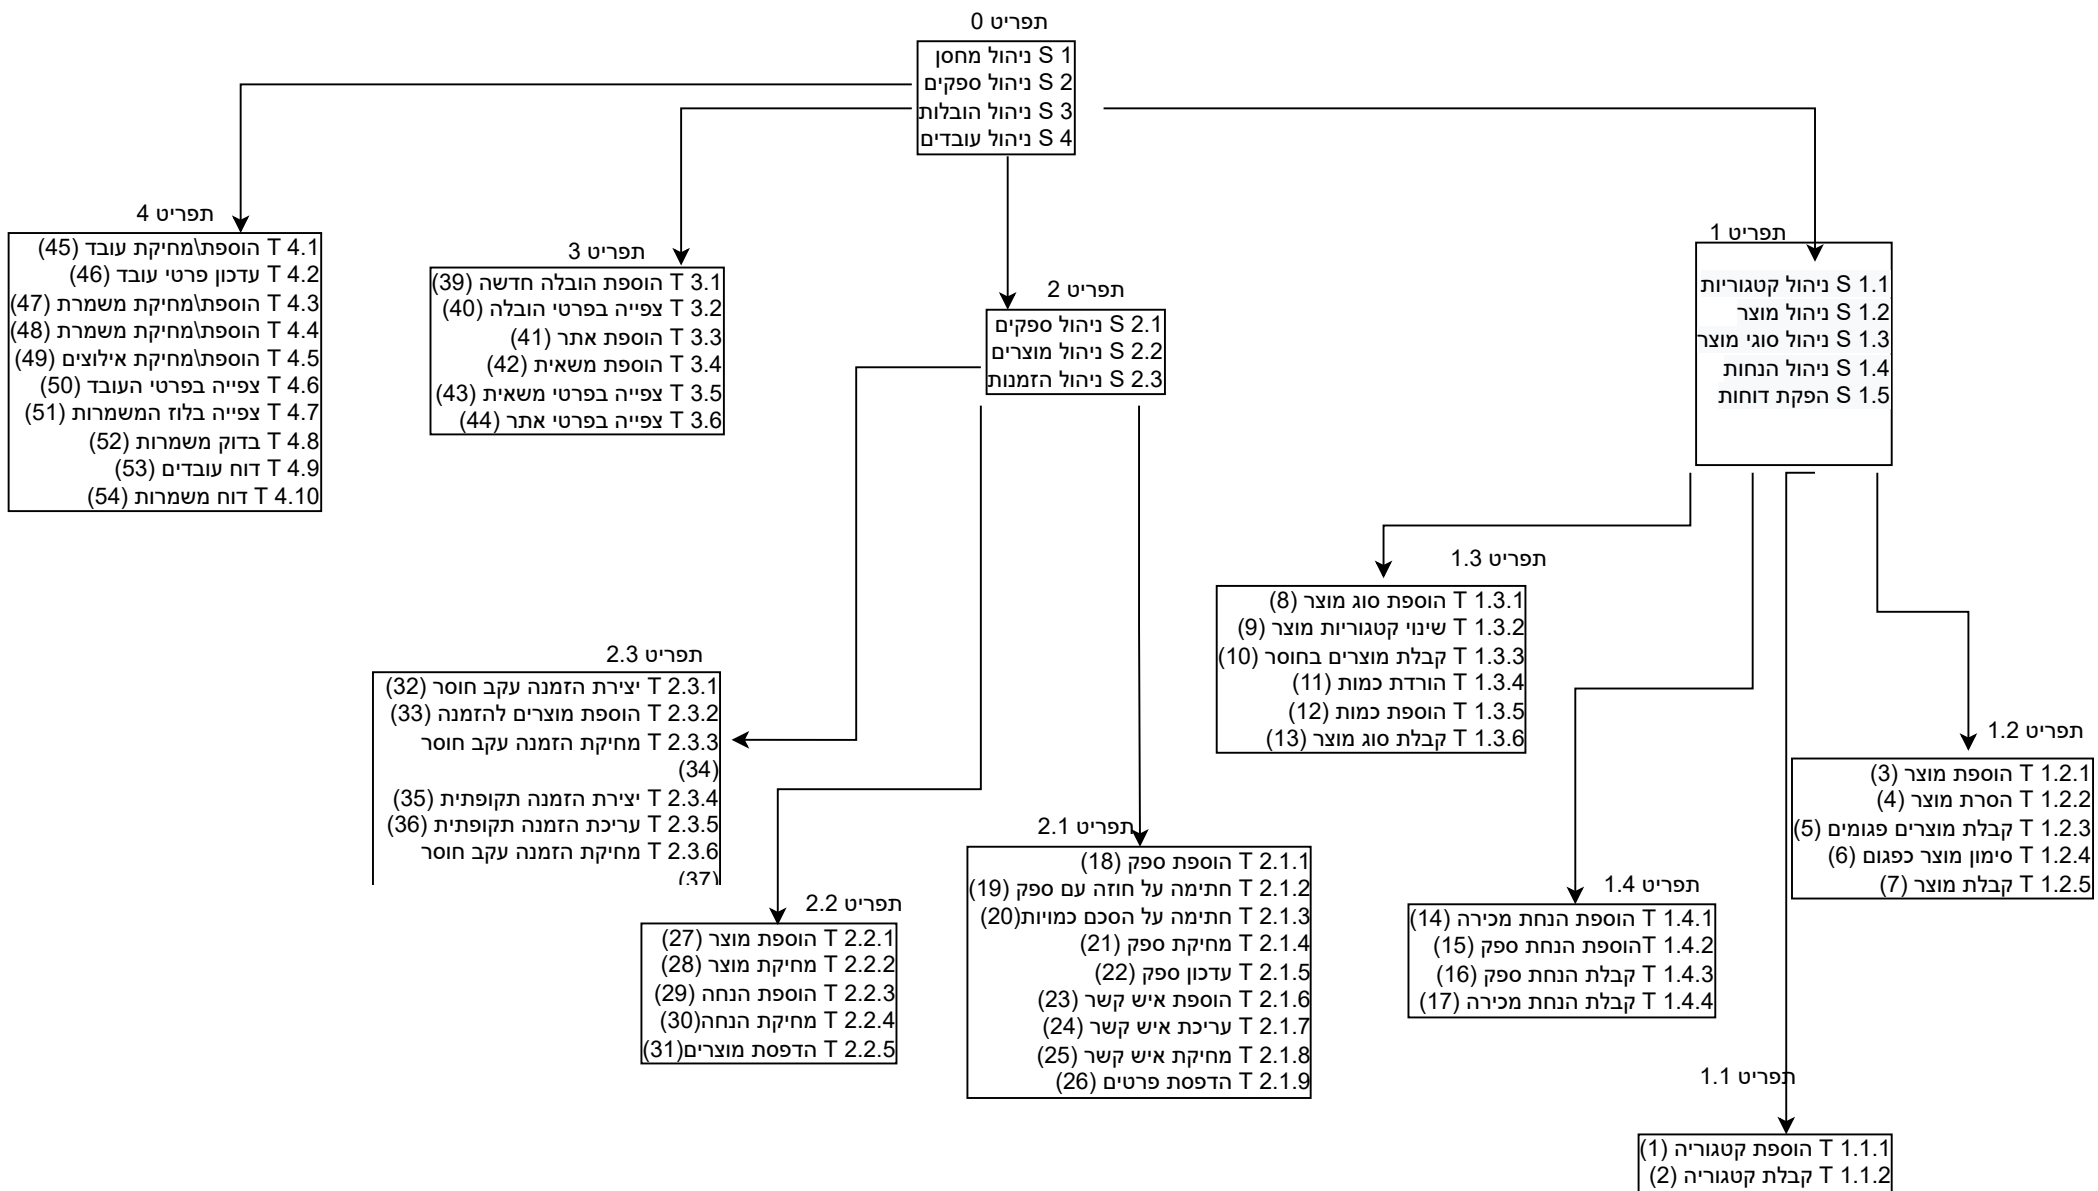 תפריט 0
1 S ניהול מחסן
2 S ניהול ספקים
3 S ניהול הובלות
4 S ניהול עובדים
תפריט 1
1.1 S ניהול קטגוריות
1.2 S ניהול מוצר
1.3 S ניהול סוגי מוצר
1.4 S ניהול הנחות
1.5 S הפקת דוחות
תפריט 2
2.1 S ניהול ספקים
2.2 S ניהול מוצרים
2.3 S ניהול הזמנות
תפריט 3
3.1 T הוספת הובלה חדשה (39)
3.2 T צפייה בפרטי הובלה (40)
3.3 T הוספת אתר (41)
3.4 T הוספת משאית (42)
3.5 T צפייה בפרטי משאית (43)
3.6 T צפייה בפרטי אתר (44)
תפריט 4
4.1 T הוספת\מחיקת עובד (45)
4.2 T עדכון פרטי עובד (46)
4.3 T הוספת\מחיקת משמרת (47)
4.4 T הוספת\מחיקת משמרת (48)
4.5 T הוספת\מחיקת אילוצים (49)
4.6 T צפייה בפרטי העובד (50)
4.7 T צפייה בלוז המשמרות (51)
4.8 T בדוק משמרות (52)
4.9 T דוח עובדים (53)
4.10 T דוח משמרות (54)
תפריט 1.3
1.3.1 T הוספת סוג מוצר (8)
1.3.2 T שינוי קטגוריות מוצר (9)
1.3.3 T קבלת מוצרים בחוסר (10)
1.3.4 T הורדת כמות (11)
1.3.5 T הוספת כמות (12)
1.3.6 T קבלת סוג מוצר (13)
תפריט 1.2
1.2.1 T הוספת מוצר (3)
1.2.2 T הסרת מוצר (4)
1.2.3 T קבלת מוצרים פגומים (5)
1.2.4 T סימון מוצר כפגום (6)
1.2.5 T קבלת מוצר (7)
תפריט 2.3
2.3.1 T יצירת הזמנה עקב חוסר (32)
2.3.2 T הוספת מוצרים להזמנה (33)
2.3.3 T מחיקת הזמנה עקב חוסר
(34)
2.3.4 T יצירת הזמנה תקופתית (35)
2.3.5 T עריכת הזמנה תקופתית (36)
2.3.6 T מחיקת הזמנה עקב חוסר
(37)
תפריט 2.1
2.1.1 T הוספת ספק (18)
2.1.2 T חתימה על חוזה עם ספק (19)
2.1.3 T חתימה על הסכם כמויות(20)
2.1.4 T מחיקת ספק (21)
2.1.5 T עדכון ספק (22)
2.1.6 T הוספת איש קשר (23)
2.1.7 T עריכת איש קשר (24)
2.1.8 T מחיקת איש קשר (25)
2.1.9 T הדפסת פרטים (26)
תפריט 2.2
2.2.1 T הוספת מוצר (27)
2.2.2 T מחיקת מוצר (28)
2.2.3 T הוספת הנחה (29)
2.2.4 T מחיקת הנחה(30)
2.2.5 T הדפסת מוצרים(31)
תפריט 1.4
1.4.1 T הוספת הנחת מכירה (14)
1.4.2 Tהוספת הנחת ספק (15)
1.4.3 T קבלת הנחת ספק (16)
1.4.4 T קבלת הנחת מכירה (17)
תפריט 1.1
1.1.1 T הוספת קטגוריה (1)
1.1.2 T קבלת קטגוריה (2)